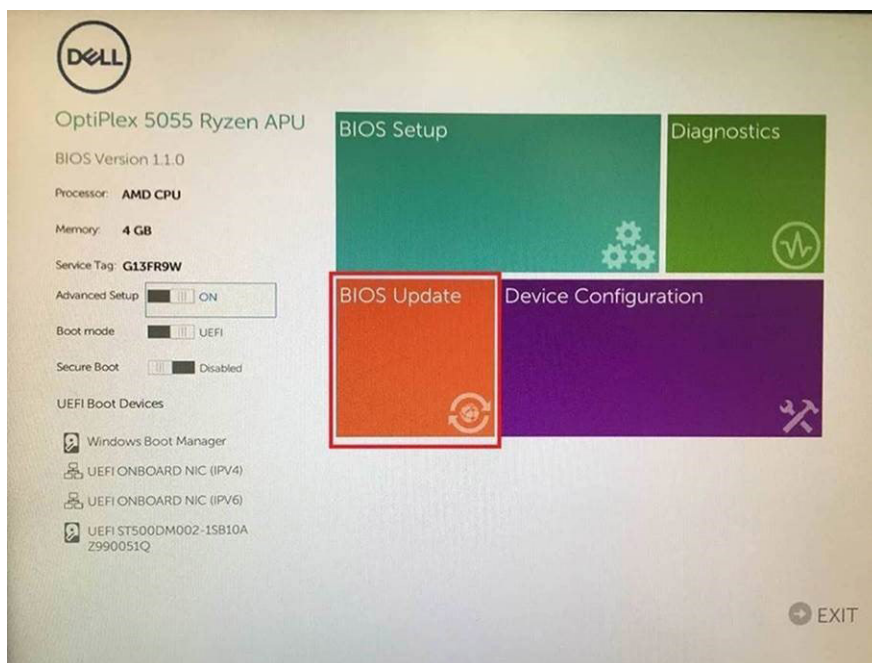 DELL
OptiPlex 5055 Ryzen APU
BIOS Version 1.1.0
Processor: AMD CPU
Memory: 4 GB
Service Tag: G13FR9W
Advanced Setup ON
Boot mode UEFI
Secure Boot Disabled
UEFI Boot Devices
Windows Boot Manager
UEFI ONBOARD NIC (IPV4)
UEFI ONBOARD NIC (IPV6)
UEFI ST500DM002-1SB10A
Z990051Q
BIOS Setup
Diagnostics
BIOS Update
Device Configuration
EXIT